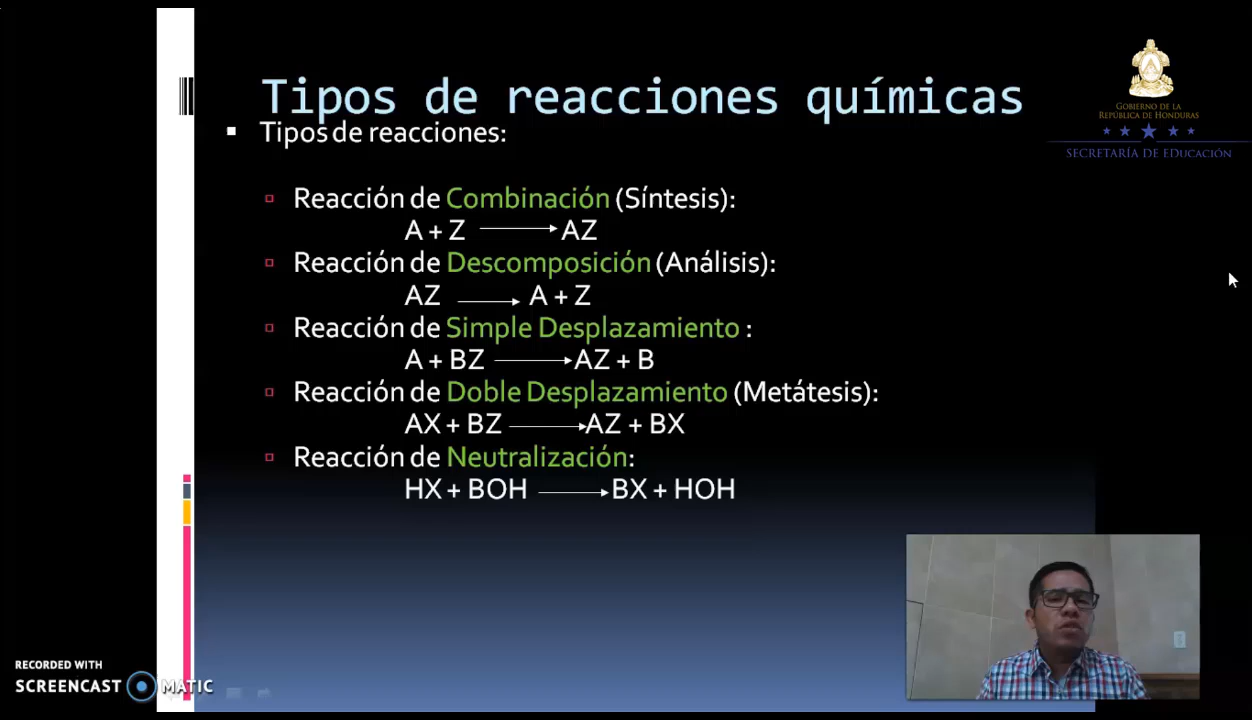 Tipos de reacciones químicas
Tipos de reacciones:
Reacción de Combinación (Síntesis):
A + Z → AZ
Reacción de Descomposición (Análisis):
AZ → A + Z
Reacción de Simple Desplazamiento :
A + BZ → AZ + B
Reacción de Doble Desplazamiento (Metátesis):
AX + BZ → AZ + BX
Reacción de Neutralización:
HX + BOH → BX + HOH
GOBIERNO DE LA
REPÚBLICA DE HONDURAS
SECRETARÍA DE EDUCACIÓN
RECORDED WITH
SCREENCAST MATIC